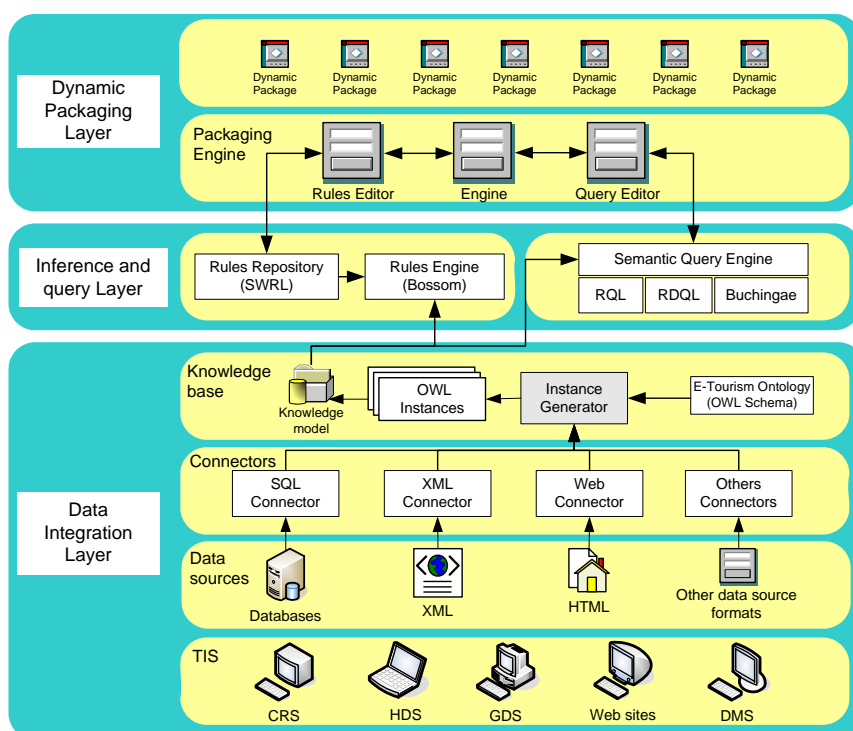 Dynamic
Packaging
Layer
Dynamic
Package
Dynamic
Package
Dynamic
Package
Dynamic
Package
Dynamic
Package
Dynamic
Package
Dynamic
Package
Packaging
Engine
Rules Editor
Engine
Query Editor
Inference and
query Layer
Rules Repository
(SWRL)
Rules Engine
(Bossom)
Semantic Query Engine
RQL
RDQL
Buchingae
Data
Integration
Layer
Knowledge
base
Knowledge
model
OWL
Instances
Instance
Generator
E-Tourism Ontology
(OWL Schema)
Connectors
SQL
Connector
XML
Connector
Web
Connector
Others
Connectors
Data
sources
Databases
XML
HTML
Other data source
formats
TIS
CRS
HDS
GDS
Web sites
DMS